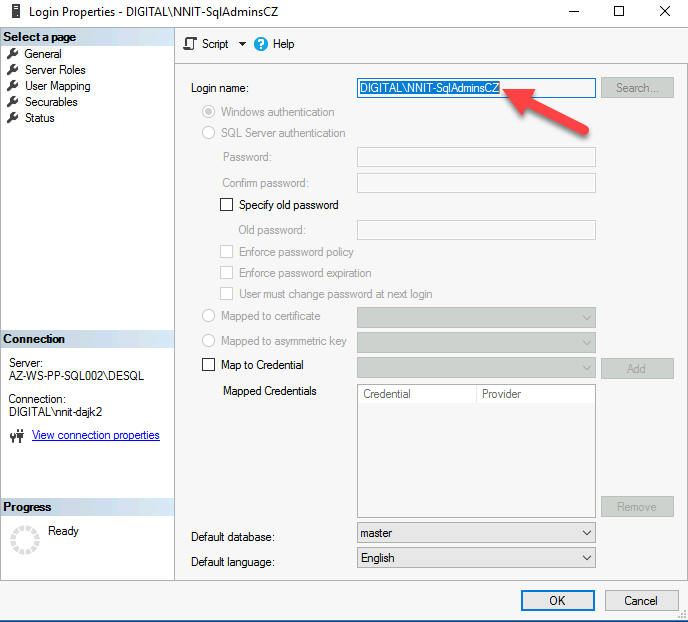 Login Properties - DIGITAL\NNIT-SqlAdminsCZ
Select a page
General
Server Roles
User Mapping
Securables
Status
Connection
Server:
AZ-WS-PP-SQL002\DESQL
Connection:
DIGITAL\nnit-dajk2
View connection properties
Progress
Ready
Script
Help
Login name:
DIGITAL\NNIT-SqlAdminsCZ
Search...
Windows authentication
SQL Server authentication
Password:
Confirm password:
Specify old password
Old password:
Enforce password policy
Enforce password expiration
User must change password at next login
Mapped to certificate
Mapped to asymmetric key
Map to Credential
Add
Mapped Credentials
Credential
Provider
Remove
Default database:
master
Default language:
English
OK
Cancel